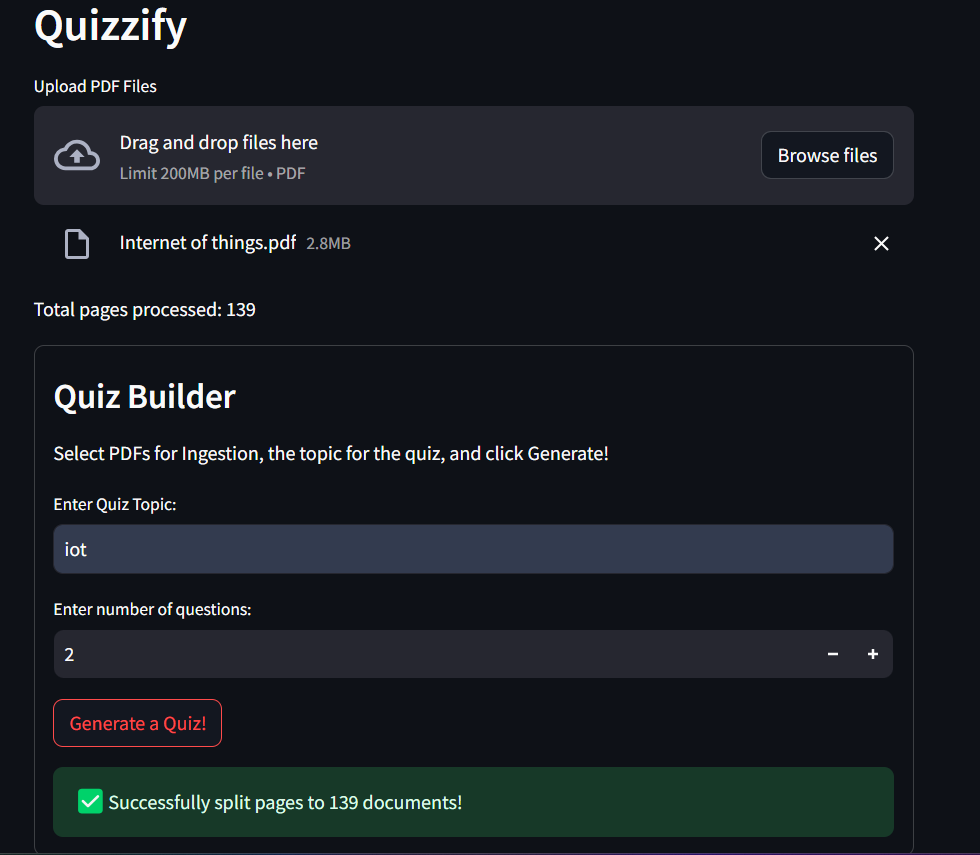 Quizzify
Upload PDF Files
Drag and drop files here
Limit 200MB per file • PDF
Browse files
Internet of things.pdf 2.8MB
Total pages processed: 139
Quiz Builder
Select PDFs for Ingestion, the topic for the quiz, and click Generate!
Enter Quiz Topic:
iot
Enter number of questions:
2
Generate a Quiz!
Successfully split pages to 139 documents!